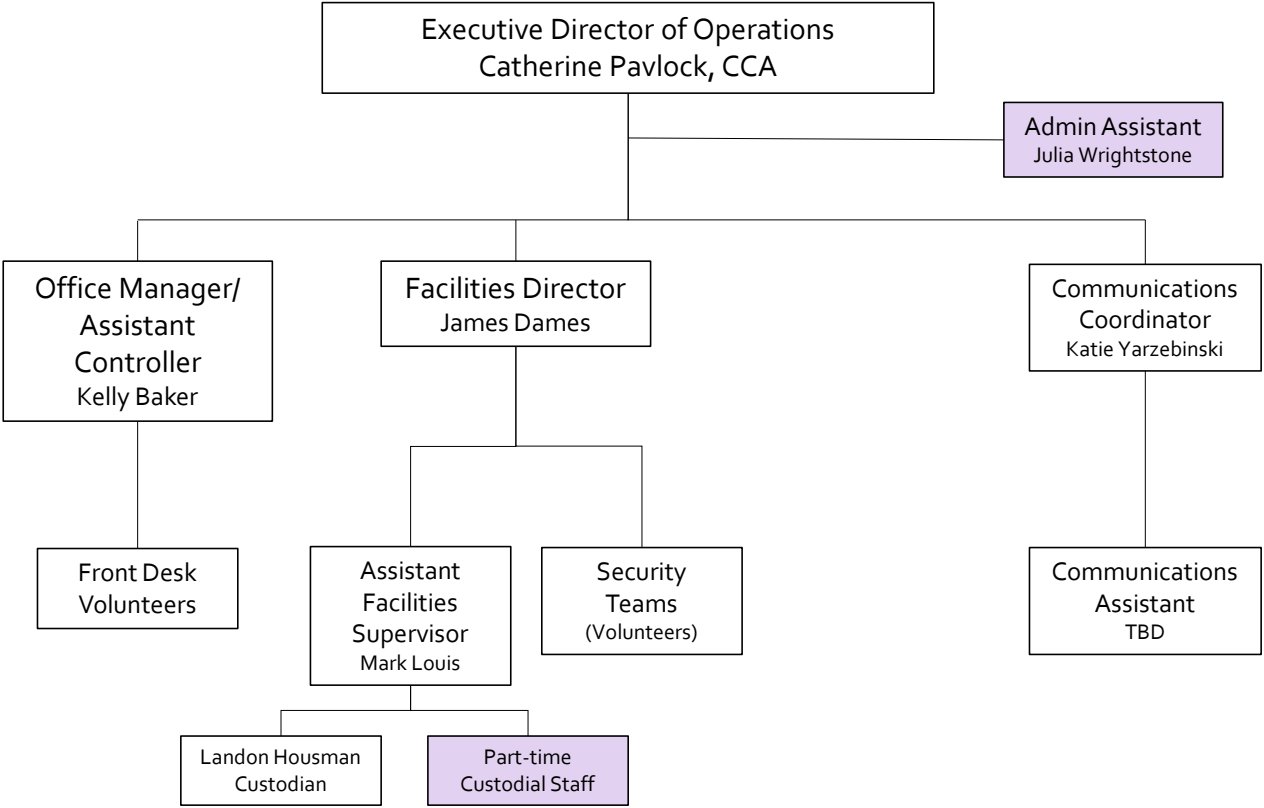 Executive Director of Operations
Catherine Pavlock, CCA
Admin Assistant
Julia Wrightstone
Office Manager/
Assistant
Controller
Kelly Baker
Facilities Director
James Dames
Communications
Coordinator
Katie Yarzebinski
Front Desk
Volunteers
Assistant
Facilities
Supervisor
Mark Louis
Security
Teams
(Volunteers)
Communications
Assistant
TBD
Landon Housman
Custodian
Part-time
Custodial Staff